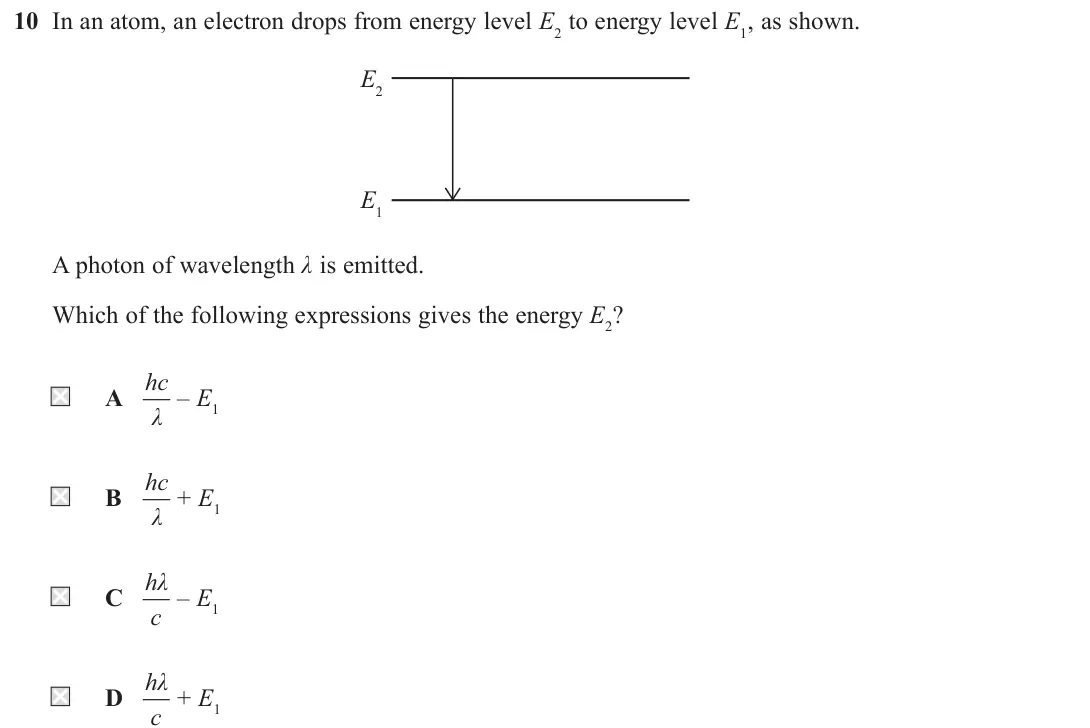 10 In an atom, an electron drops from energy level E₂ to energy level E₁, as shown.
E₂
E₁
A photon of wavelength λ is emitted.
Which of the following expressions gives the energy E₂?
A hc/λ − E₁
B hc/λ + E₁
C hλ/c − E₁
D hλ/c + E₁